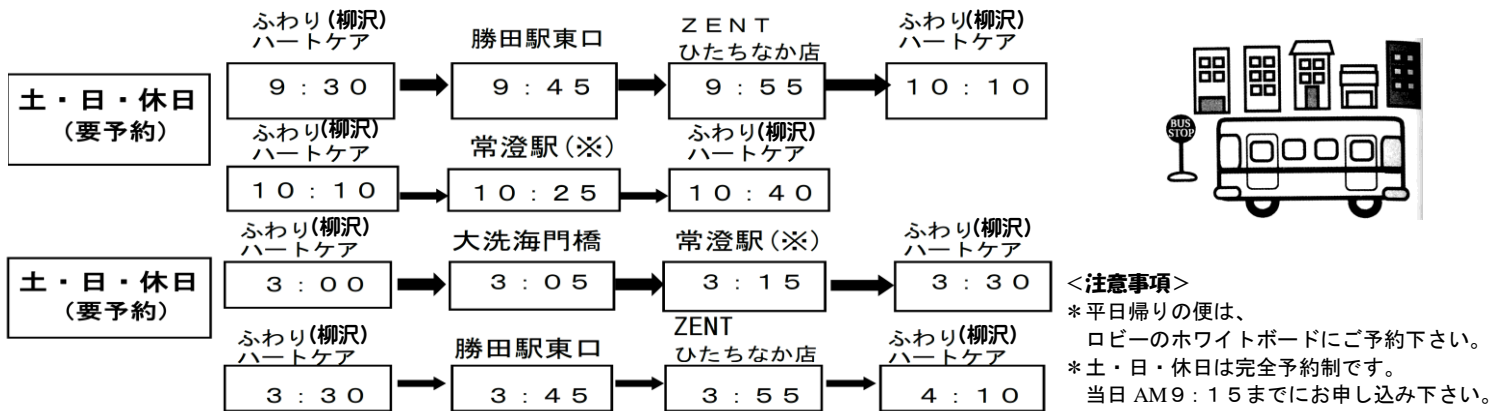 ふわり(柳沢)
ハートケア
勝田駅東口
ＺＥＮＴ
ひたちなか店
ふわり(柳沢)
ハートケア
土・日・休日
（要予約）
９：３０
９：４５
９：５５
１０：１０
ふわり(柳沢)
ハートケア
常澄駅(※)
ふわり(柳沢)
ハートケア
１０：１０
１０：２５
１０：４０
BUS
STOP
土・日・休日
（要予約）
ふわり(柳沢)
ハートケア
大洗海門橋
常澄駅(※)
ふわり(柳沢)
ハートケア
３：００
３：０５
３：１５
３：３０
ふわり(柳沢)
ハートケア
勝田駅東口
ZENT
ひたちなか店
ふわり(柳沢)
ハートケア
３：３０
３：４５
３：５５
４：１０
<注意事項>
＊平日帰りの便は、
ロビーのホワイトボードにご予約下さい。
＊土・日・休日は完全予約制です。
当日 AM９：１５までにお申し込み下さい。